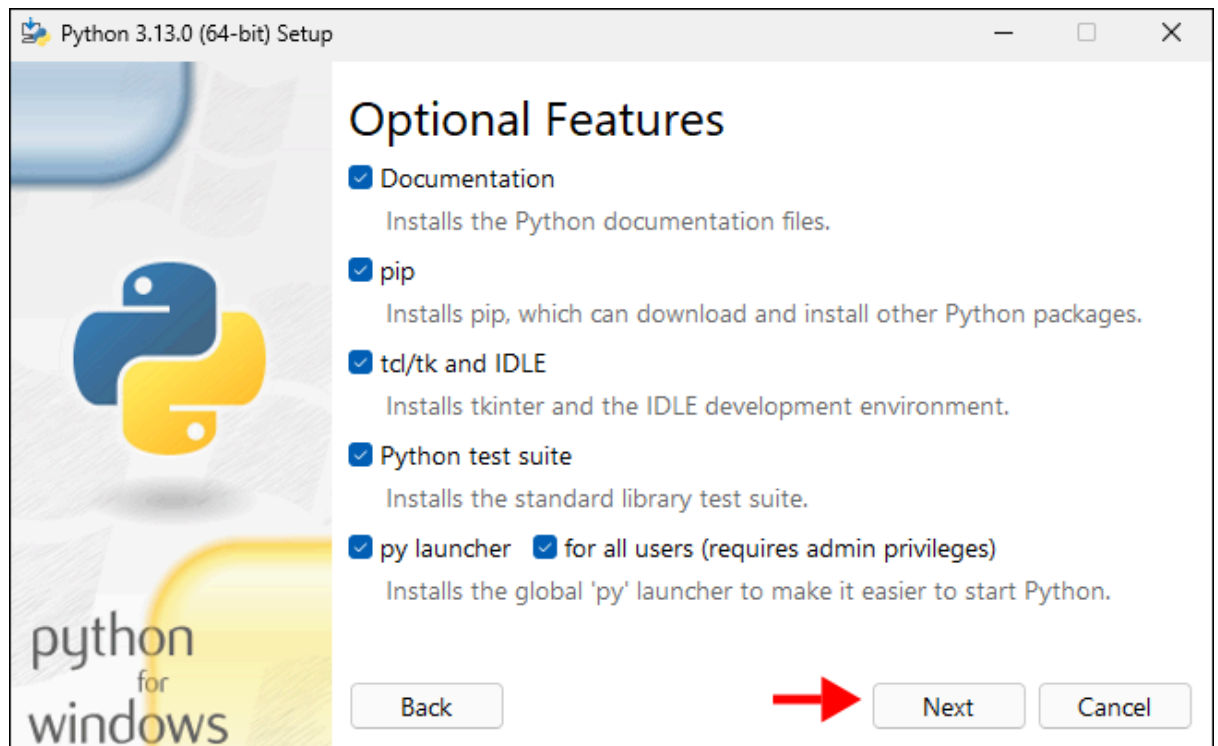 Python 3.13.0 (64-bit) Setup
Optional Features
Documentation
Installs the Python documentation files.
pip
Installs pip, which can download and install other Python packages.
tcl/tk and IDLE
Installs tkinter and the IDLE development environment.
Python test suite
Installs the standard library test suite.
py launcher for all users (requires admin privileges)
Installs the global 'py' launcher to make it easier to start Python.
python
for
windows
Back Next Cancel